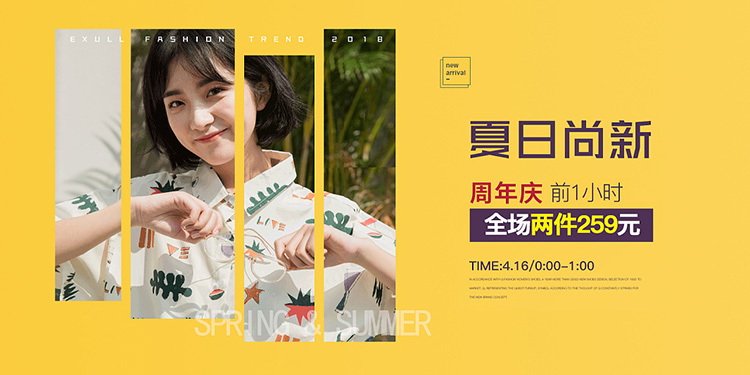 EXULL FASHION TREND 2018
new
arrival
夏日尚新
周年庆 前1小时
全场两件259元
TIME:4.16/0:00-1:00
LIVE
SPRING & SUMMER